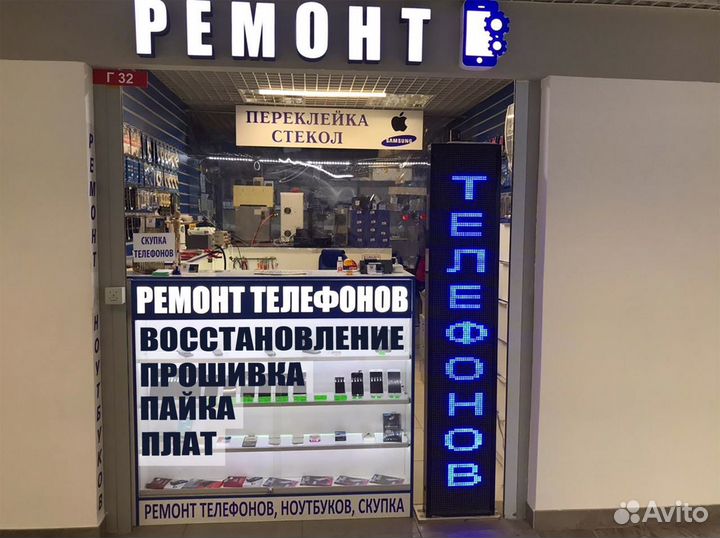 РЕМОНТ
Г 32
ПЕРЕКЛЕЙКА
СТЕКОЛ
SAMSUNG
СКУПКА
ТЕЛЕФОНОВ
РЕМОНТ НОУТБУКОВ
РЕМОНТ ТЕЛЕФОНОВ
ВОССТАНОВЛЕНИЕ
ПРОШИВКА
ПАЙКА
ПЛАТ
РЕМОНТ ТЕЛЕФОНОВ, НОУТБУКОВ, СКУПКА
ТЕЛЕФОНОВ
Avito